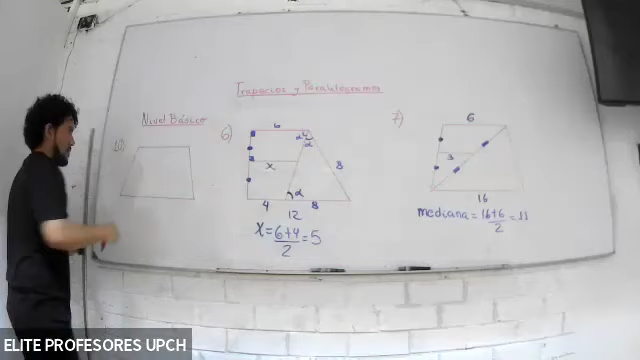 Trapecios y Paralelogramos
Nivel Básico
10)
6)
6
α
α
x
8
α
4
8
12
x = 6+4 = 5
2
7)
6
3
16
mediana = 16+6 = 11
2
ELITE PROFESORES UPCH